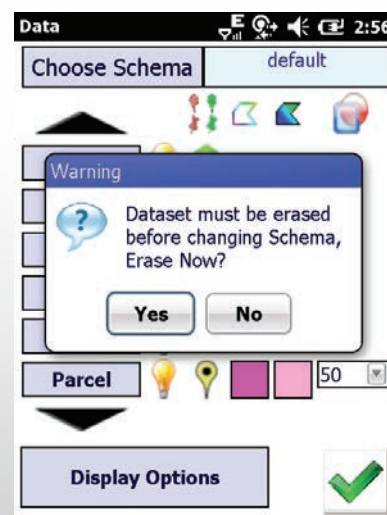 Data
E
2:56
Choose Schema
default
Warning
?
Dataset must be erased
before changing Schema,
Erase Now?
Yes
No
Parcel
50
Display Options